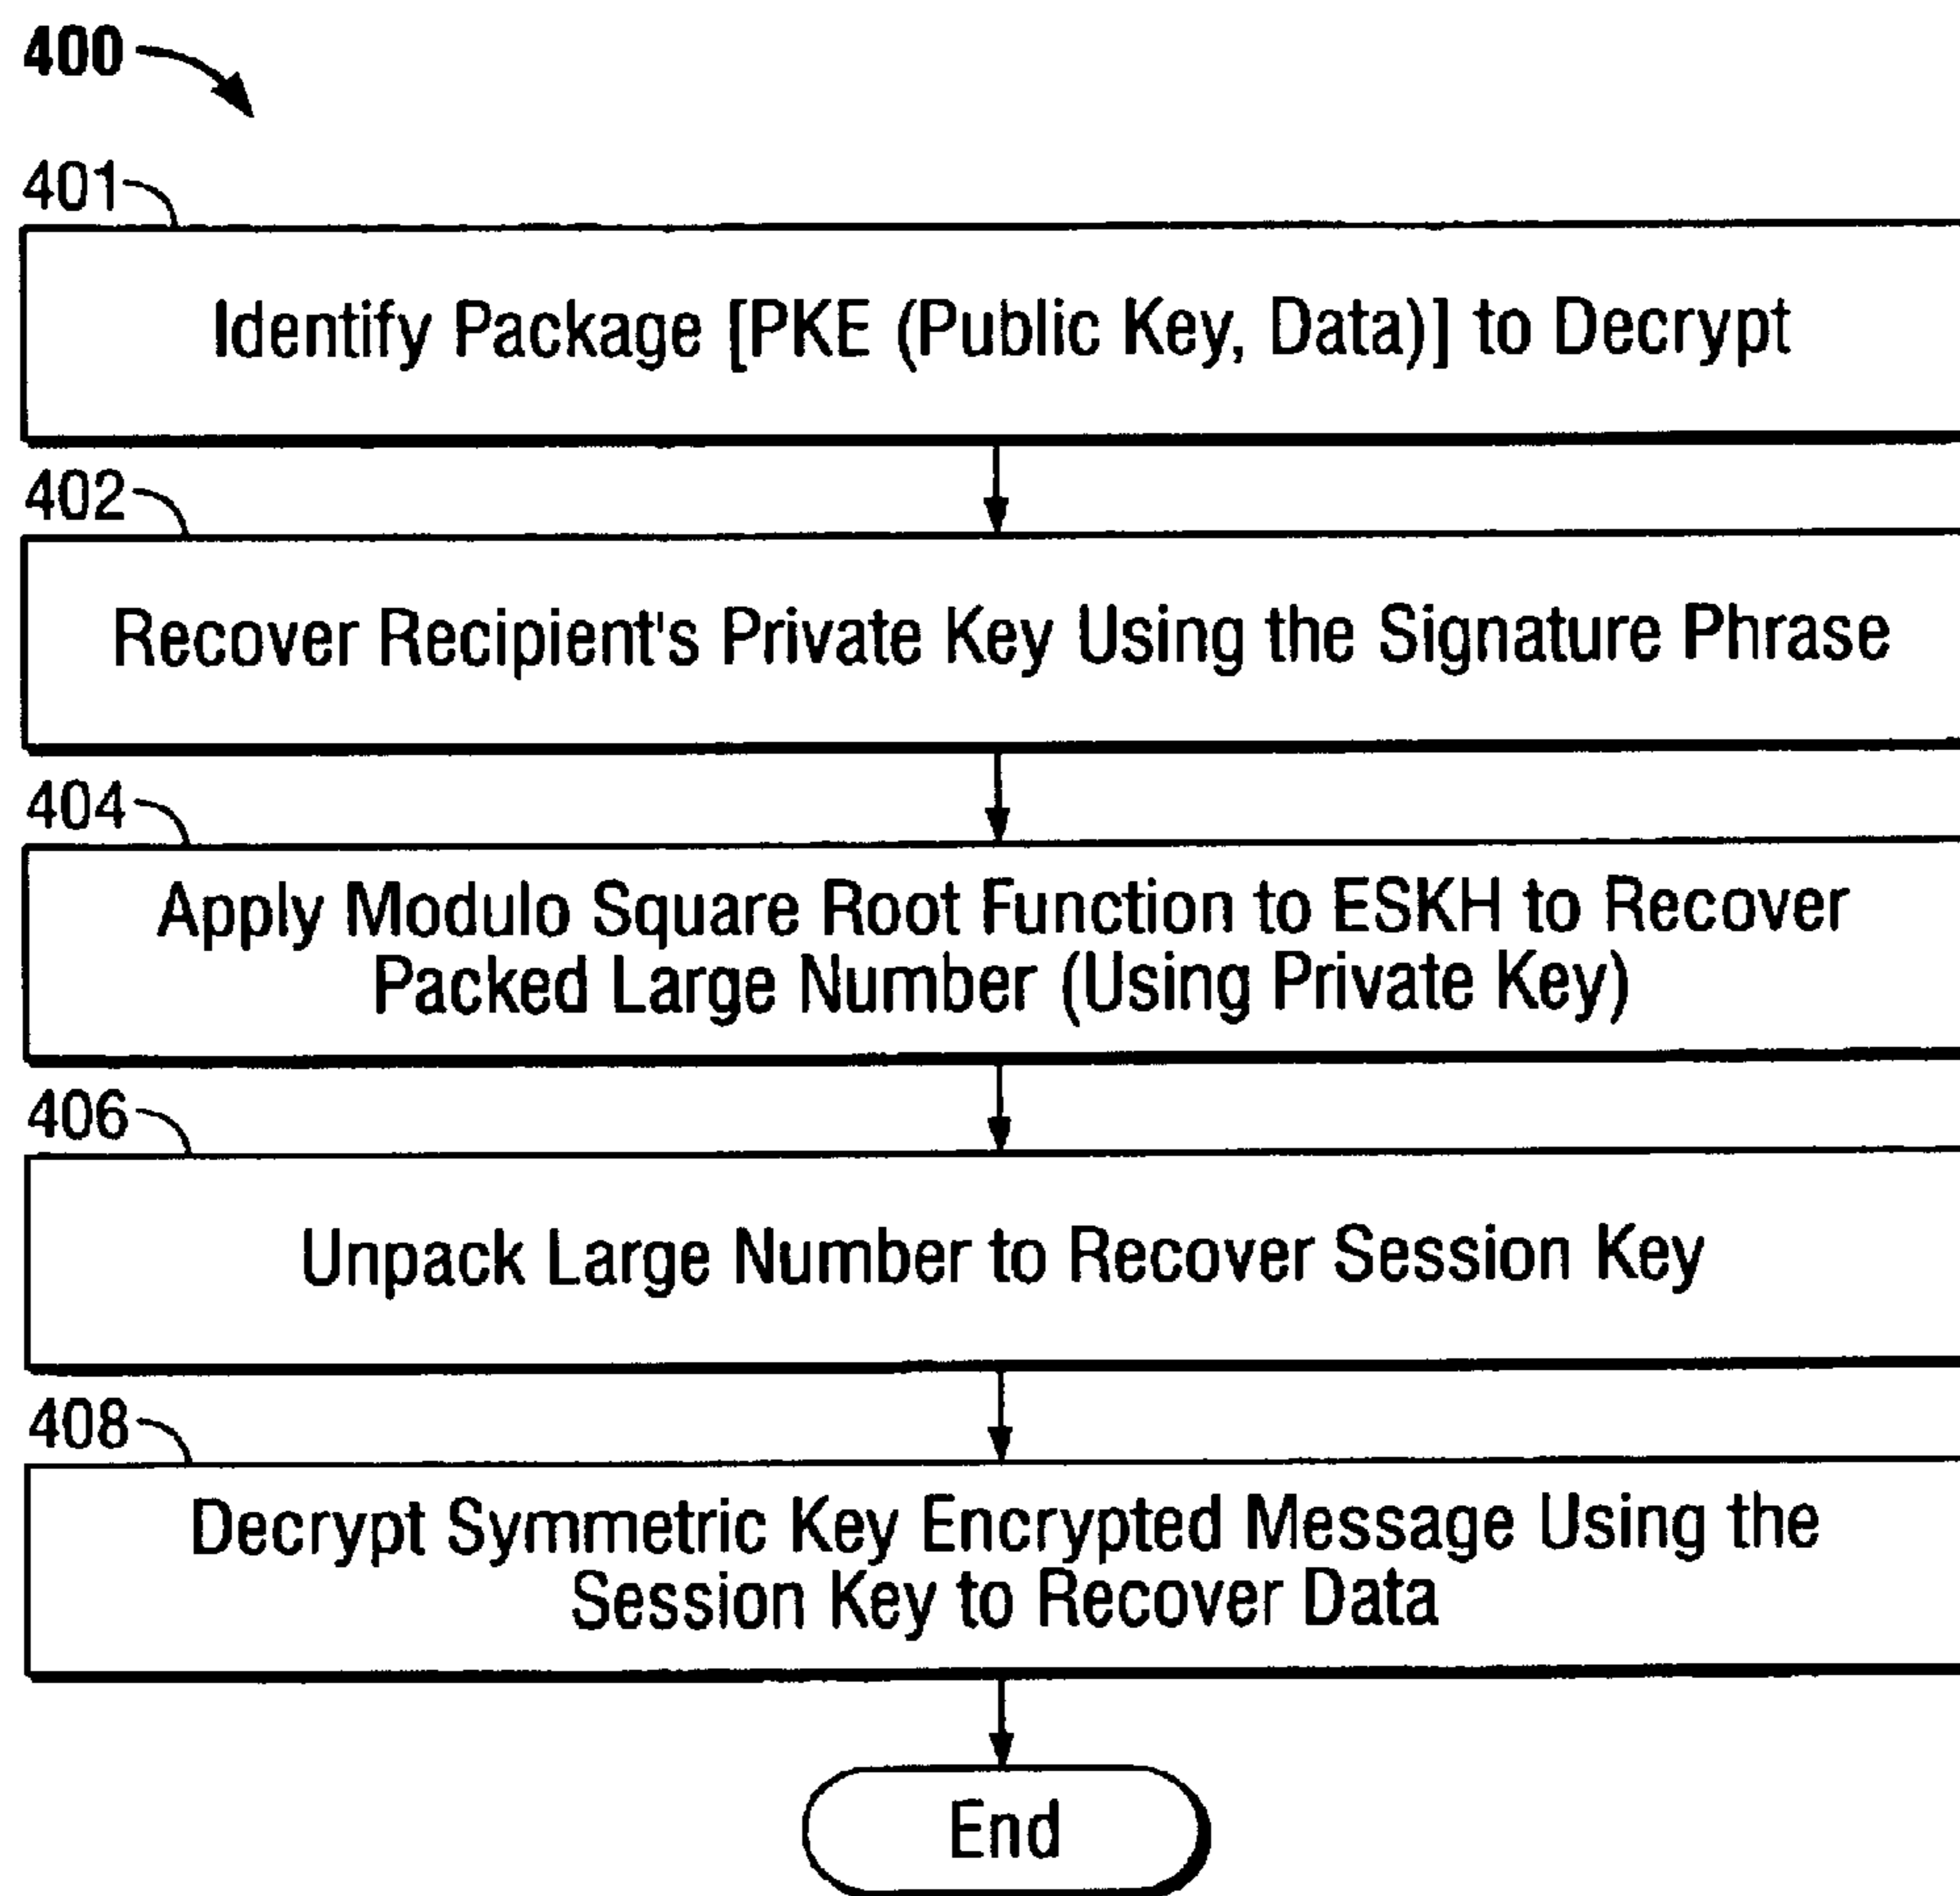 400
401
Identify Package [PKE (Public Key, Data)] to Decrypt
402
Recover Recipient's Private Key Using the Signature Phrase
404
Apply Modulo Square Root Function to ESKH to Recover
Packed Large Number (Using Private Key)
406
Unpack Large Number to Recover Session Key
408
Decrypt Symmetric Key Encrypted Message Using the
Session Key to Recover Data
End